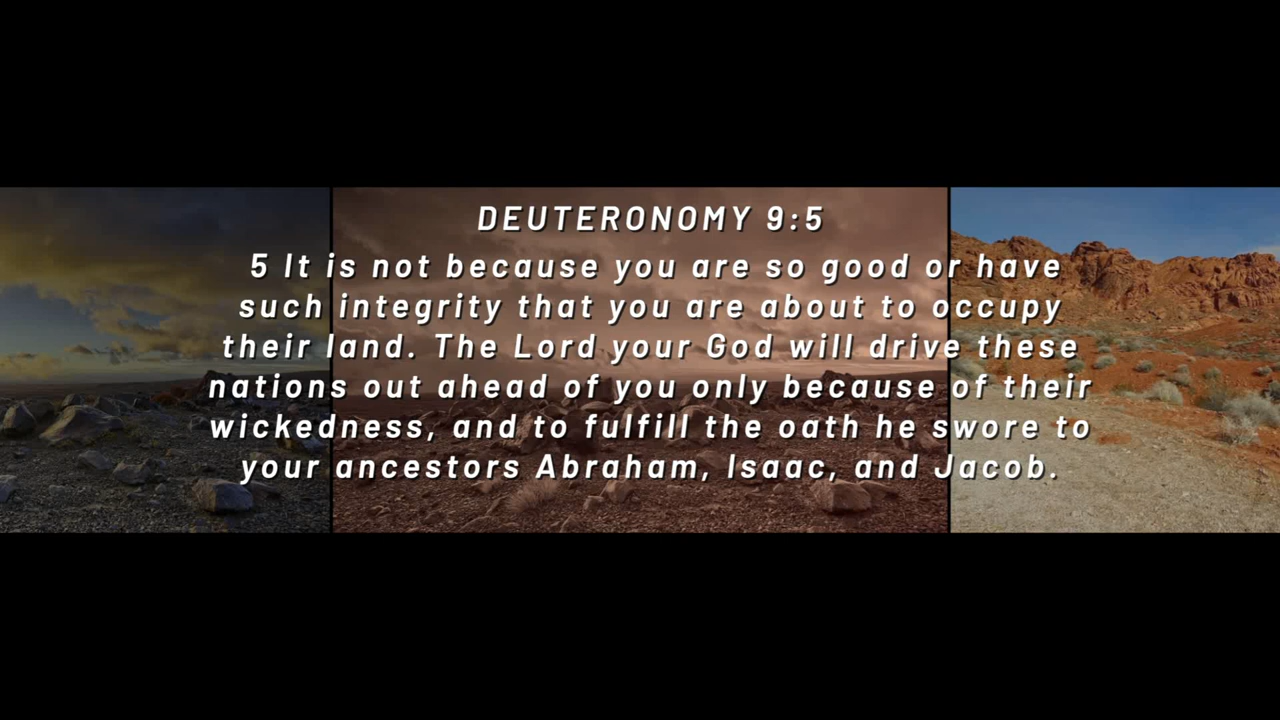 DEUTERONOMY 9:5
5 It is not because you are so good or have
such integrity that you are about to occupy
their land. The Lord your God will drive these
nations out ahead of you only because of their
wickedness, and to fulfill the oath he swore to
your ancestors Abraham, Isaac, and Jacob.